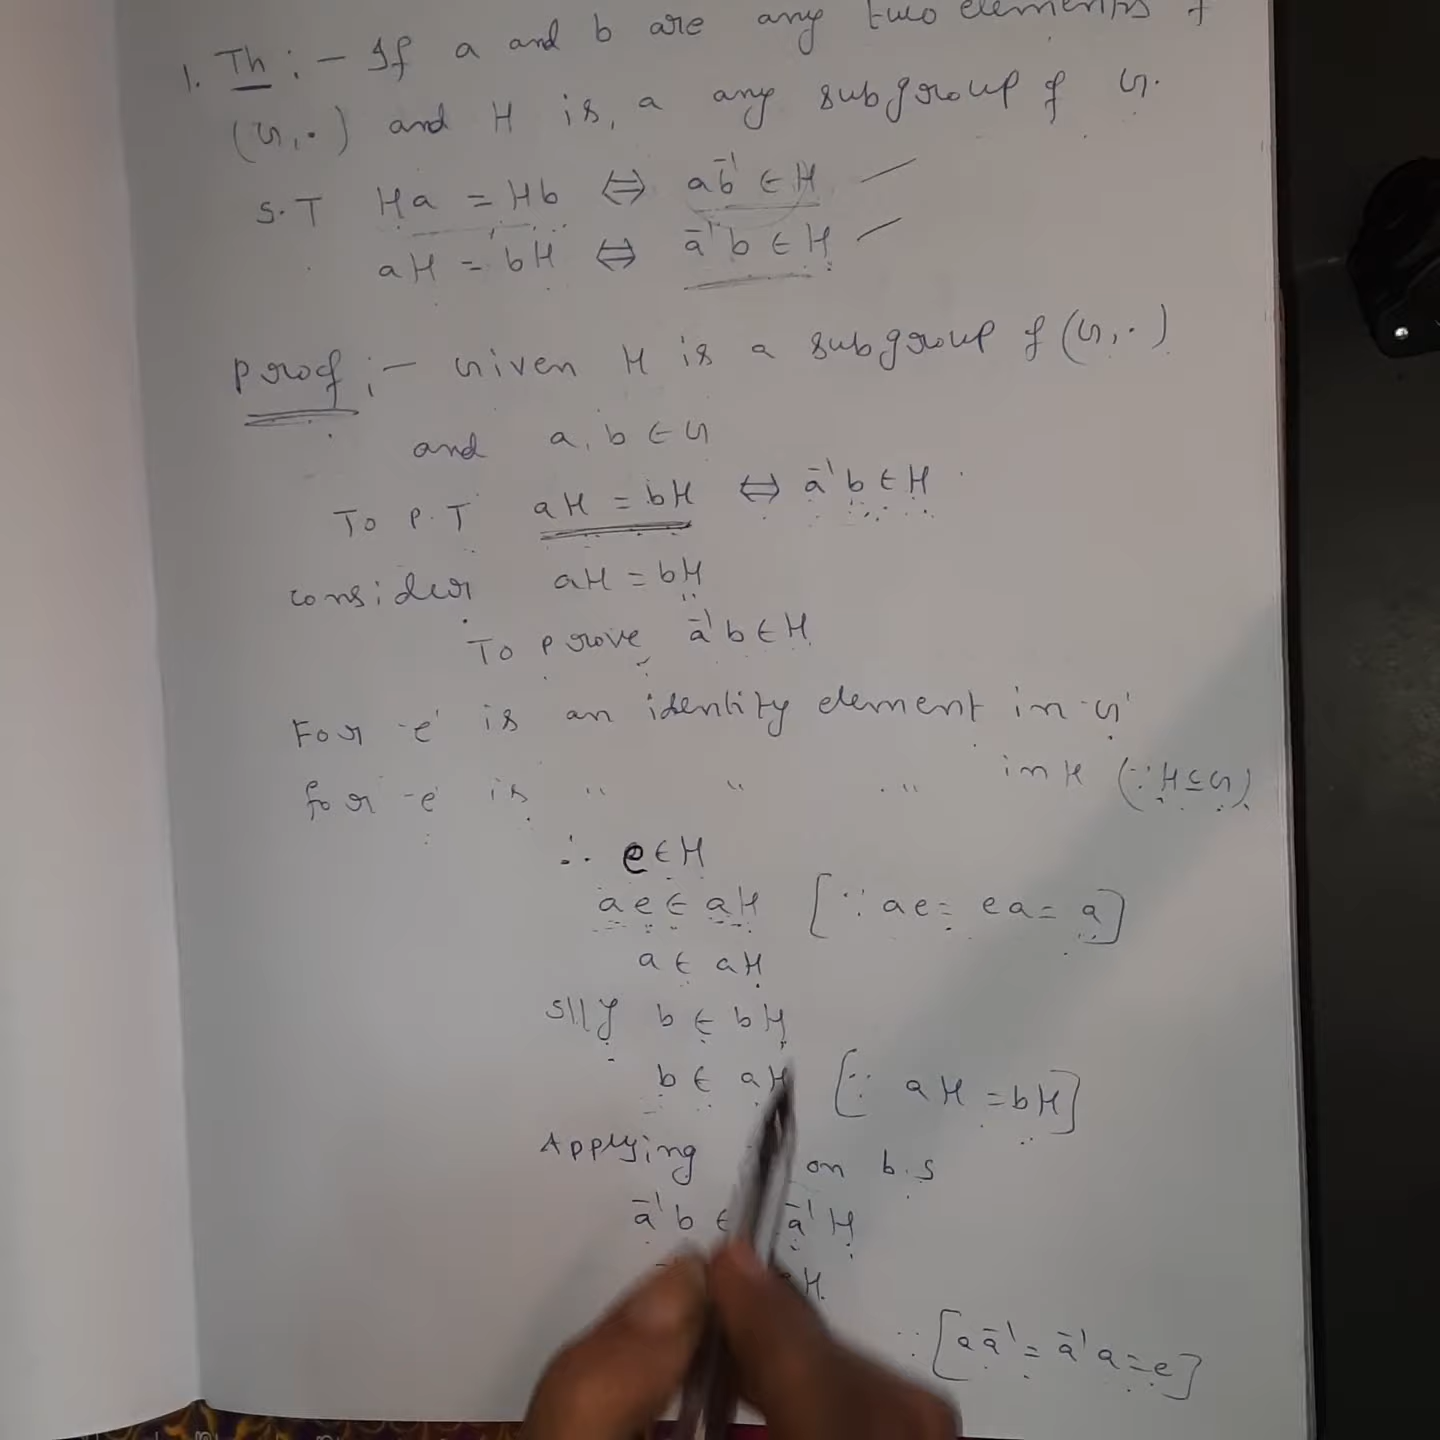 1. Th :- If a and b are any two elements f
(G, .) and H is, a any subgroup of G.
S.T Ha = Hb ⇔ ab⁻¹ ∈ H
aH = bH ⇔ a⁻¹b ∈ H
Proof :- Given H is a subgroup of (G, .)
and a, b ∈ G
To P.T aH = bH ⇔ a⁻¹b ∈ H
consider aH = bH
To prove a⁻¹b ∈ H
For 'e' is an identity element in 'G'
for 'e' is " " " in H (∵ H ⊆ G)
∴ e ∈ H
ae ∈ aH [∵ ae = ea = a]
a ∈ aH
Slly b ∈ bH
b ∈ aH [∵ aH = bH]
Applying on b.s
a⁻¹b ∈ a⁻¹ H
H.
∵ [aa⁻¹ = a⁻¹a = e]